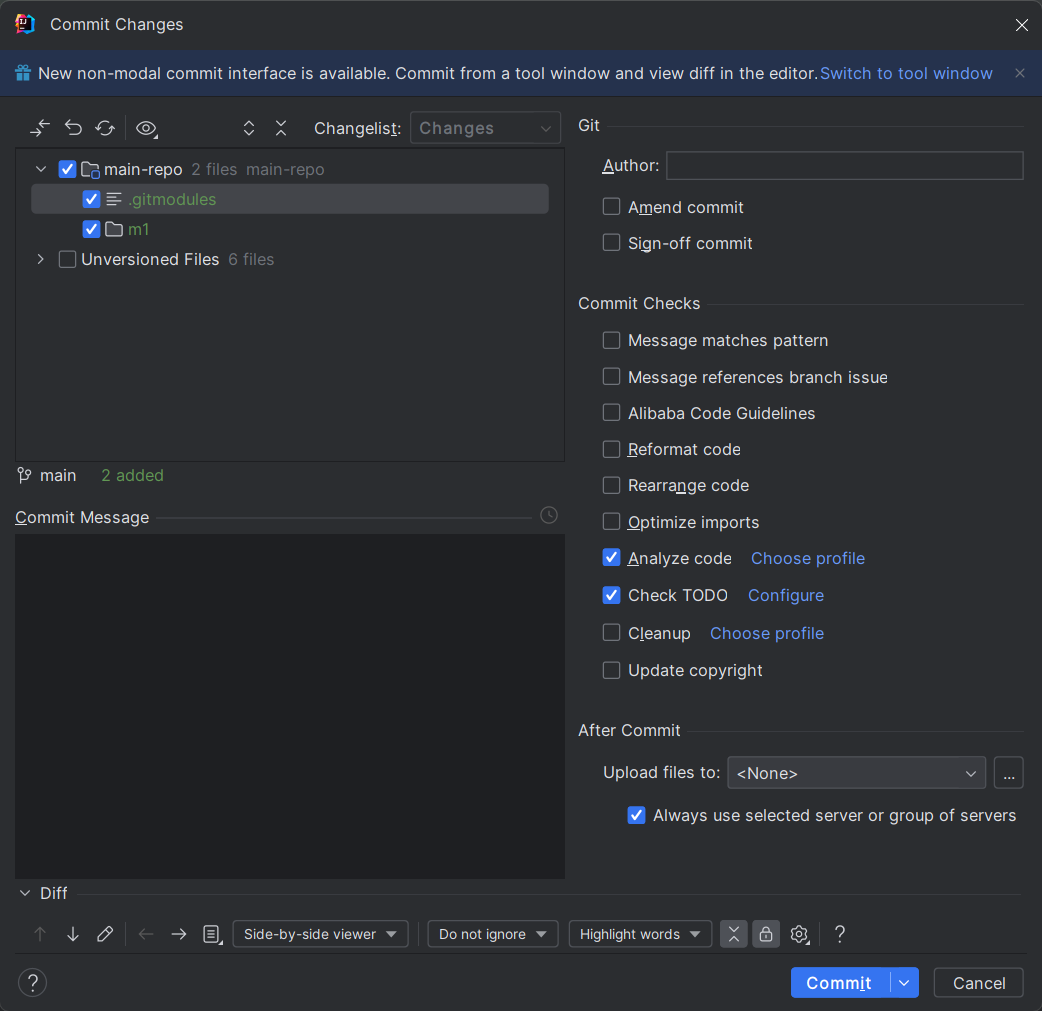 Commit Changes
New non-modal commit interface is available. Commit from a tool window and view diff in the editor. Switch to tool window
Changelist: Changes
main-repo 2 files main-repo
.gitmodules
m1
Unversioned Files 6 files
main 2 added
Commit Message
Git
Author:
Amend commit
Sign-off commit
Commit Checks
Message matches pattern
Message references branch issue
Alibaba Code Guidelines
Reformat code
Rearrange code
Optimize imports
Analyze code Choose profile
Check TODO Configure
Cleanup Choose profile
Update copyright
After Commit
Upload files to: <None> ...
Always use selected server or group of servers
Diff
Side-by-side viewer Do not ignore Highlight words ?
? Commit Cancel